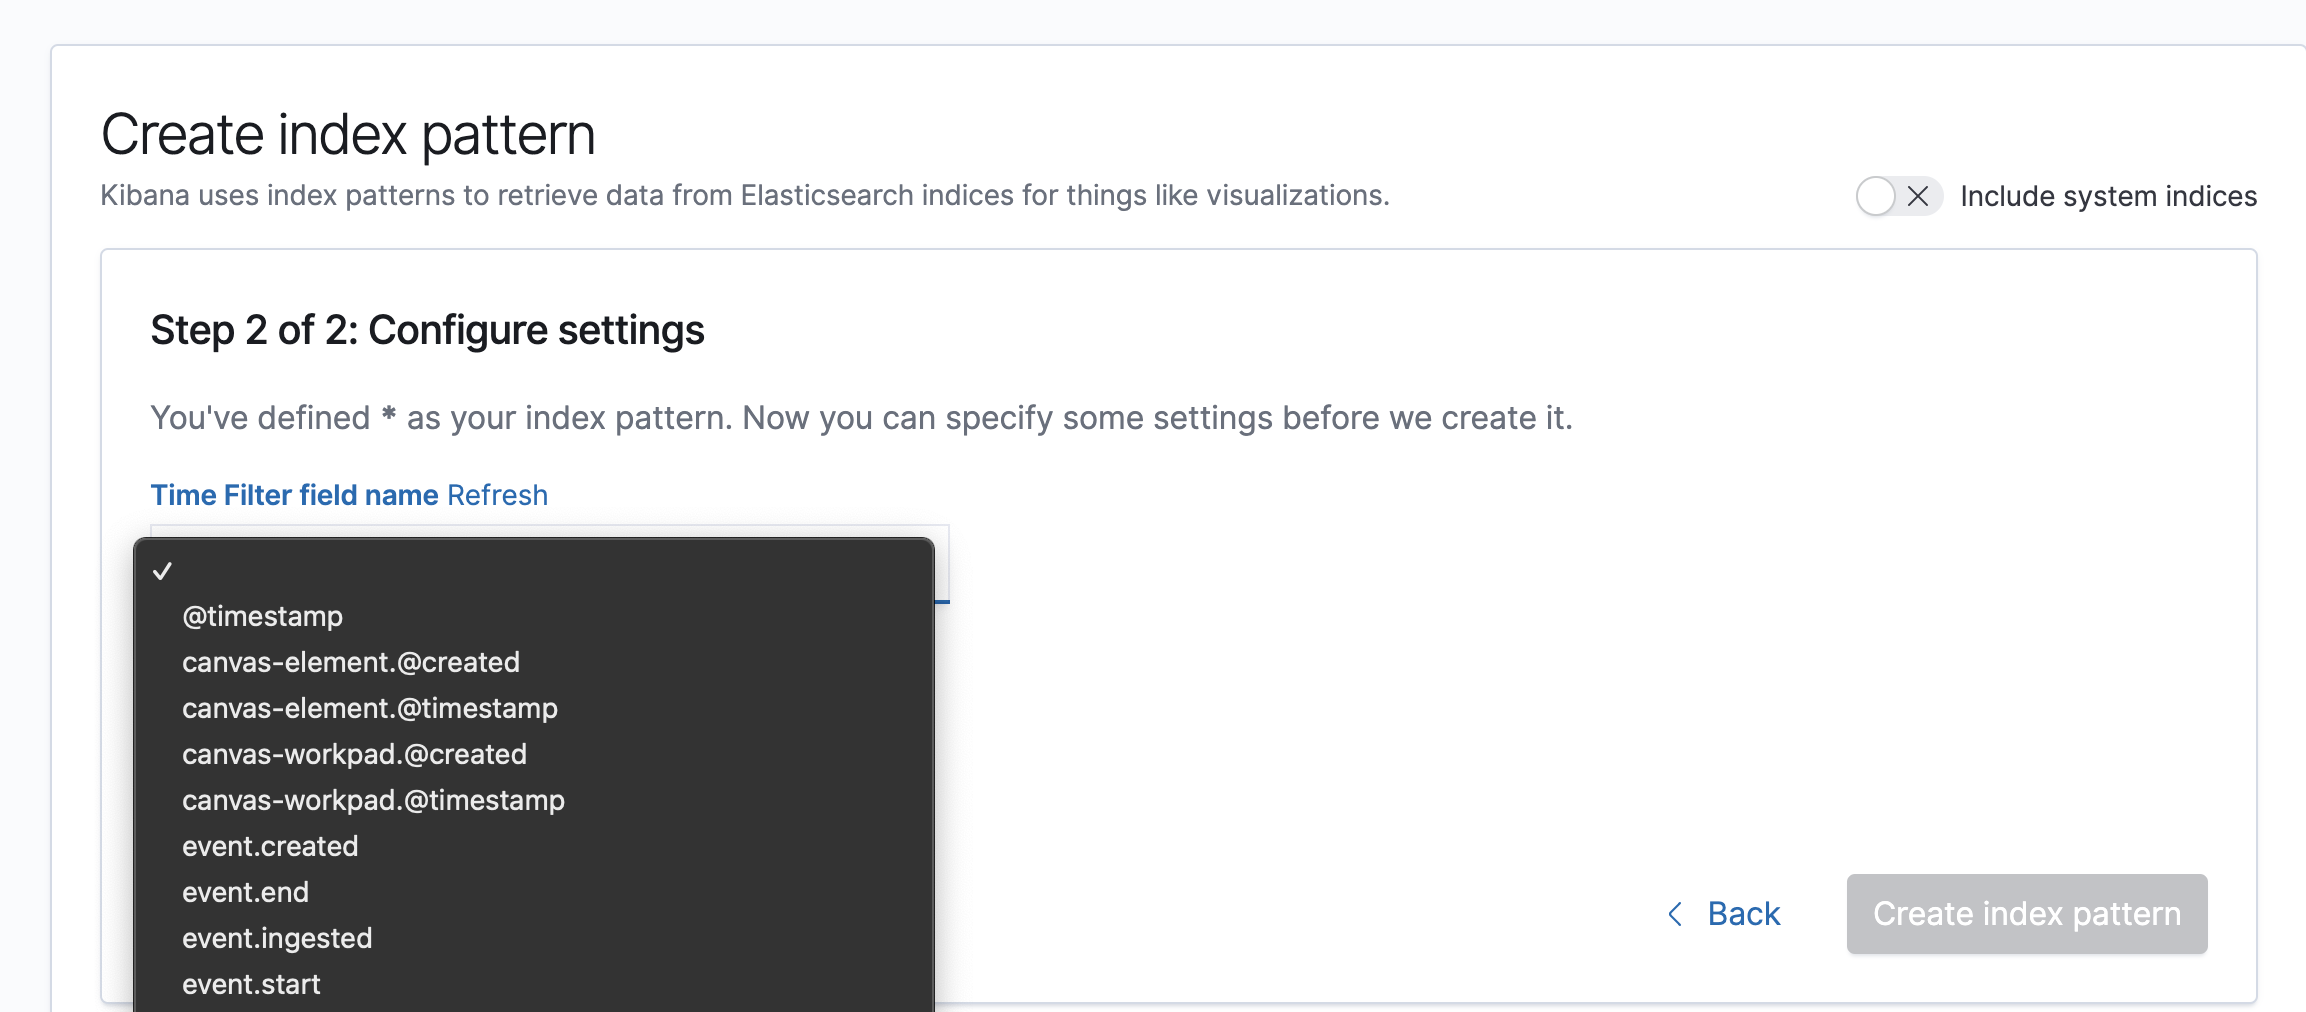 Create index pattern
Kibana uses index patterns to retrieve data from Elasticsearch indices for things like visualizations.
Include system indices
Step 2 of 2: Configure settings
You've defined * as your index pattern. Now you can specify some settings before we create it.
Time Filter field name Refresh
@timestamp
canvas-element.@created
canvas-element.@timestamp
canvas-workpad.@created
canvas-workpad.@timestamp
event.created
event.end
event.ingested
event.start
Back
Create index pattern